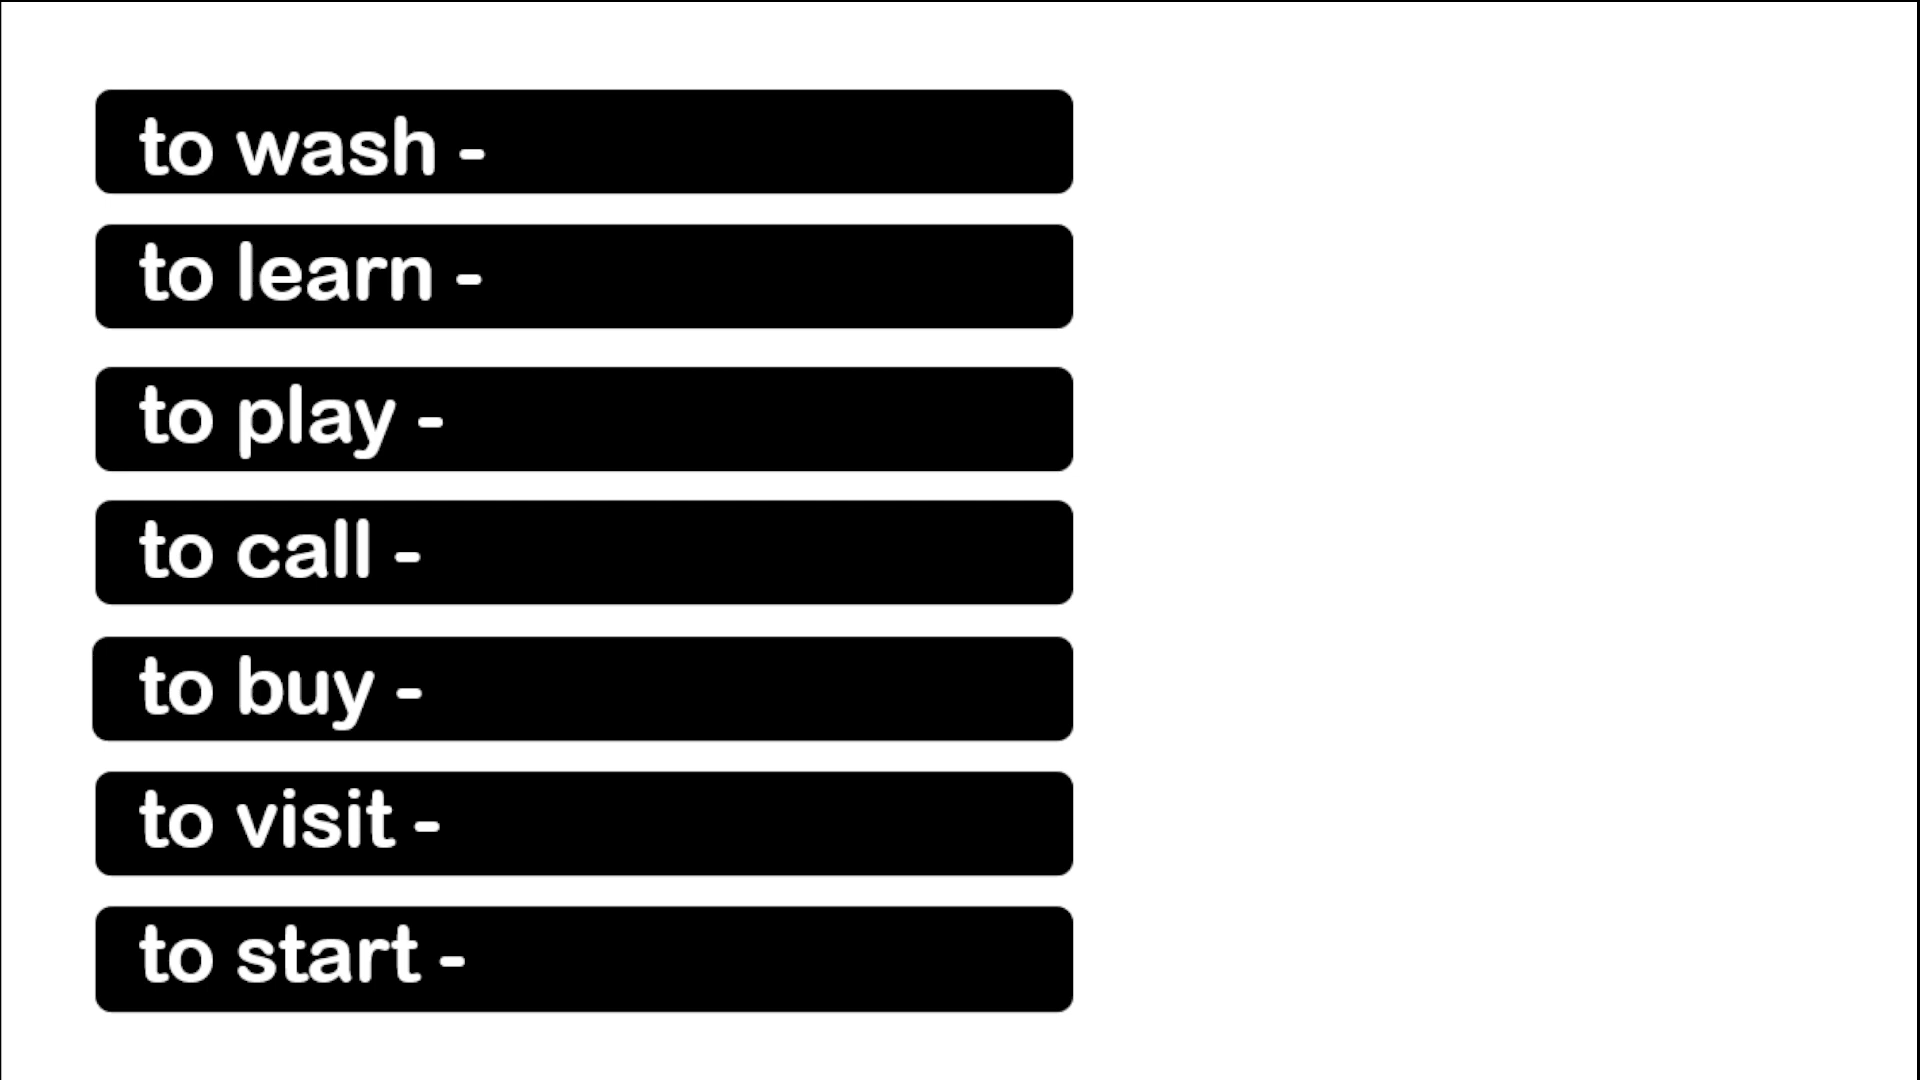 to wash -
to learn -
to play -
to call -
to buy -
to visit -
to start -